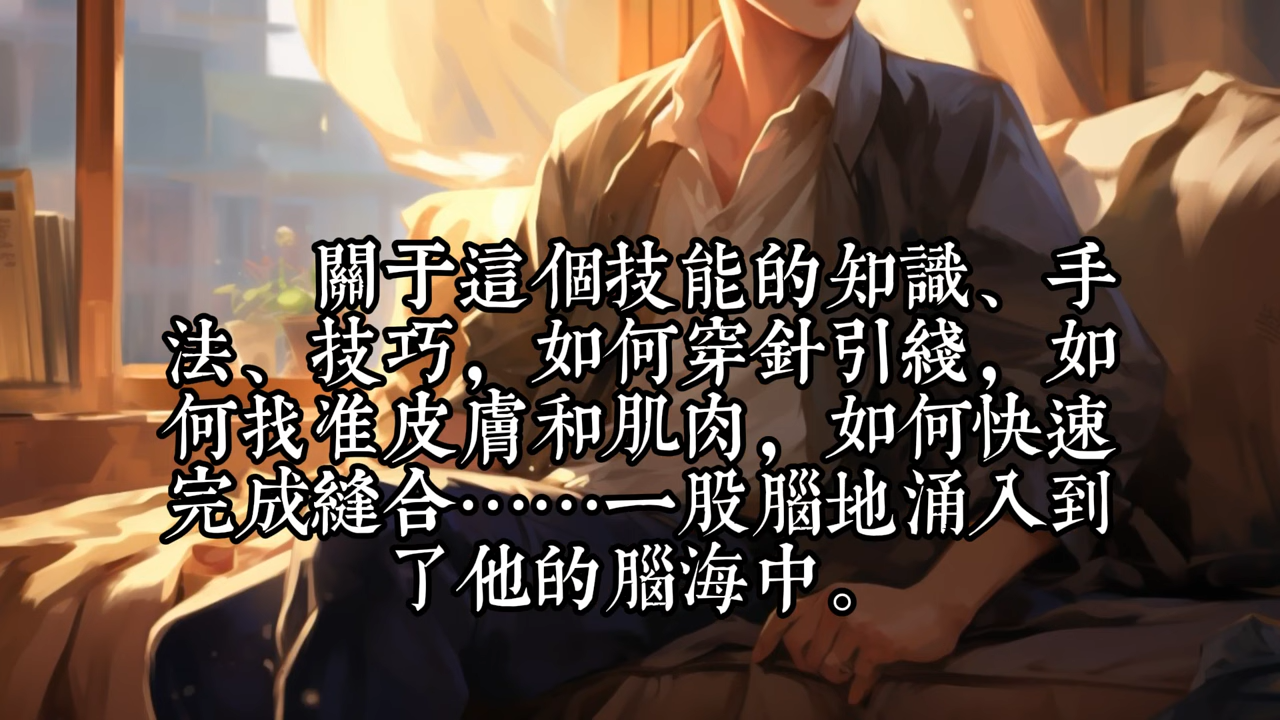 關于這個技能的知識、手
法、技巧，如何穿針引綫，如
何找准皮膚和肌肉，如何快速
完成縫合……一股腦地涌入到
了他的腦海中。